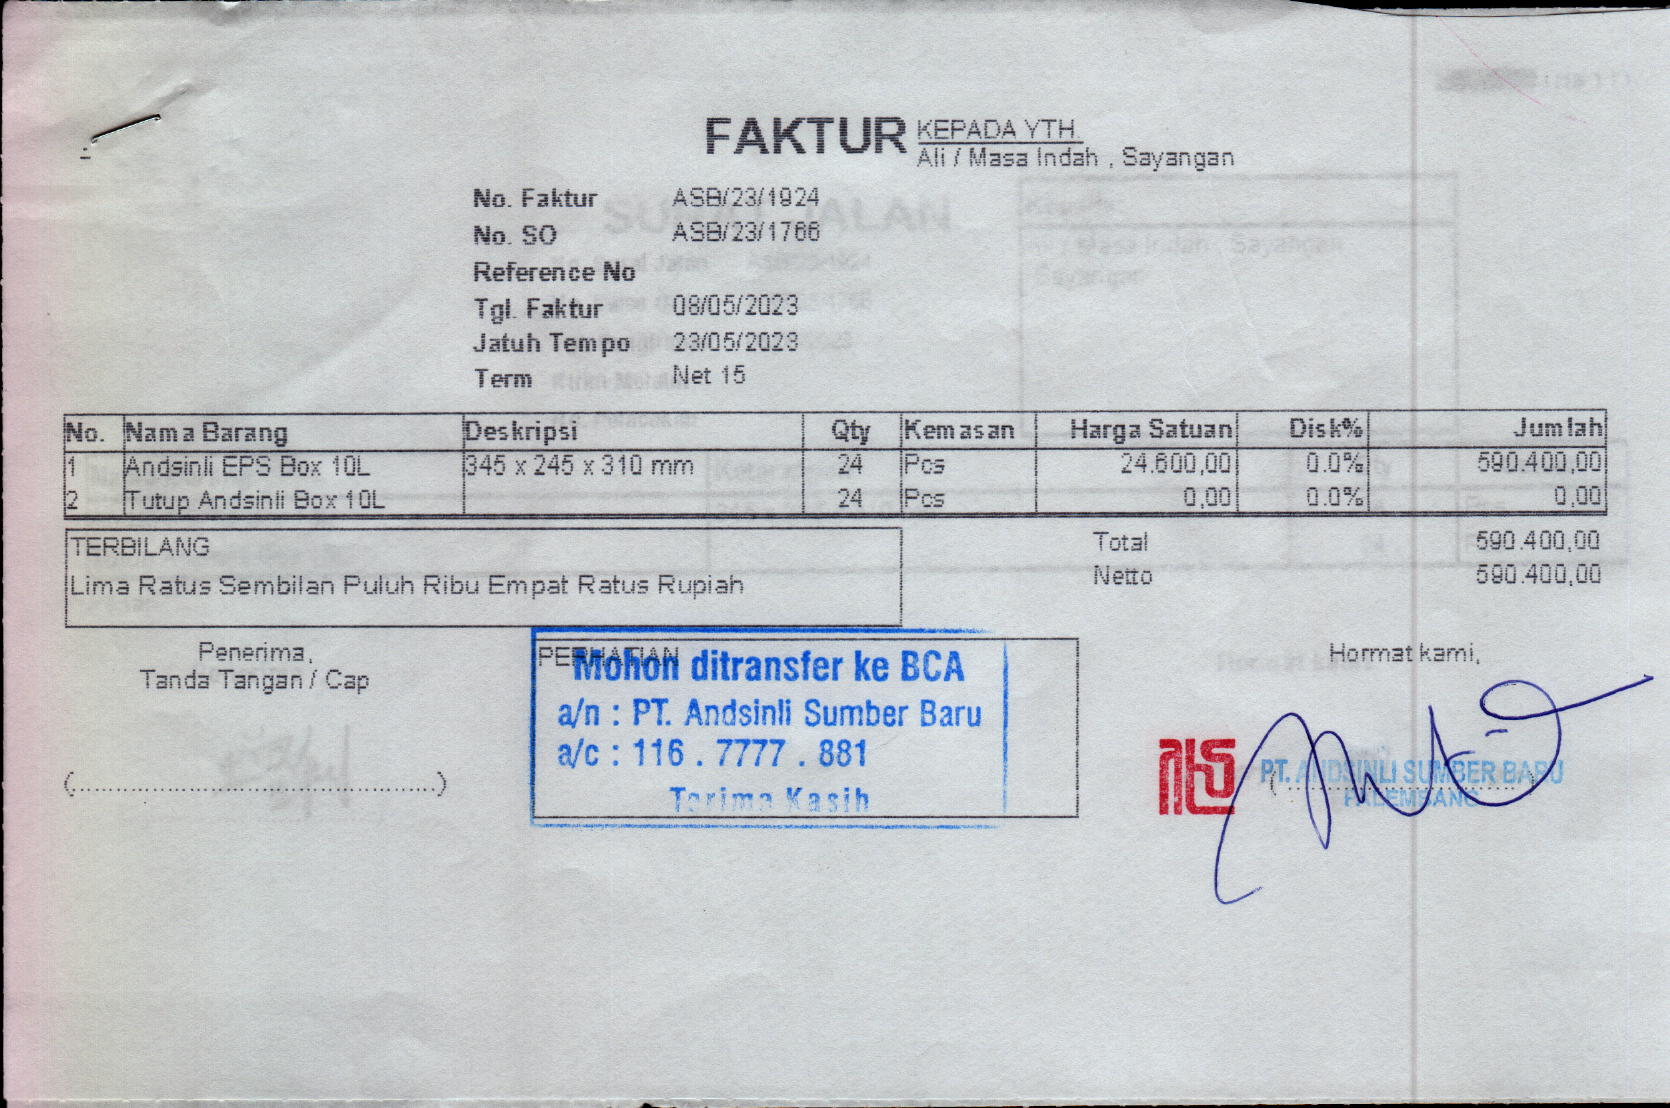 FAKTUR
KEPADA YTH.
Ali / Masa Indah , Sayangan
No. Faktur ASB/23/1924
No. SO ASB/23/1766
Reference No
Tgl. Faktur 08/05/2023
Jatuh Tempo 23/05/2023
Term Net 15
No. Nama Barang Deskripsi Qty Kemasan Harga Satuan Disk% Jumlah
1 Andsinli EPS Box 10L 345 x 245 x 310 mm 24 Pcs 24.600,00 0.0% 590.400,00
2 Tutup Andsinli Box 10L 24 Pcs 0,00 0.0% 0,00
TERBILANG
Lima Ratus Sembilan Puluh Ribu Empat Ratus Rupiah
Total 590.400,00
Netto 590.400,00
Penerima,
Tanda Tangan / Cap
(..............................................)
PERHATIAN
Mohon ditransfer ke BCA
a/n : PT. Andsinli Sumber Baru
a/c : 116 . 7777 . 881
Terima Kasih
Hormat kami,
PT. ANDSINLI SUMBER BARU
PALEMBANG